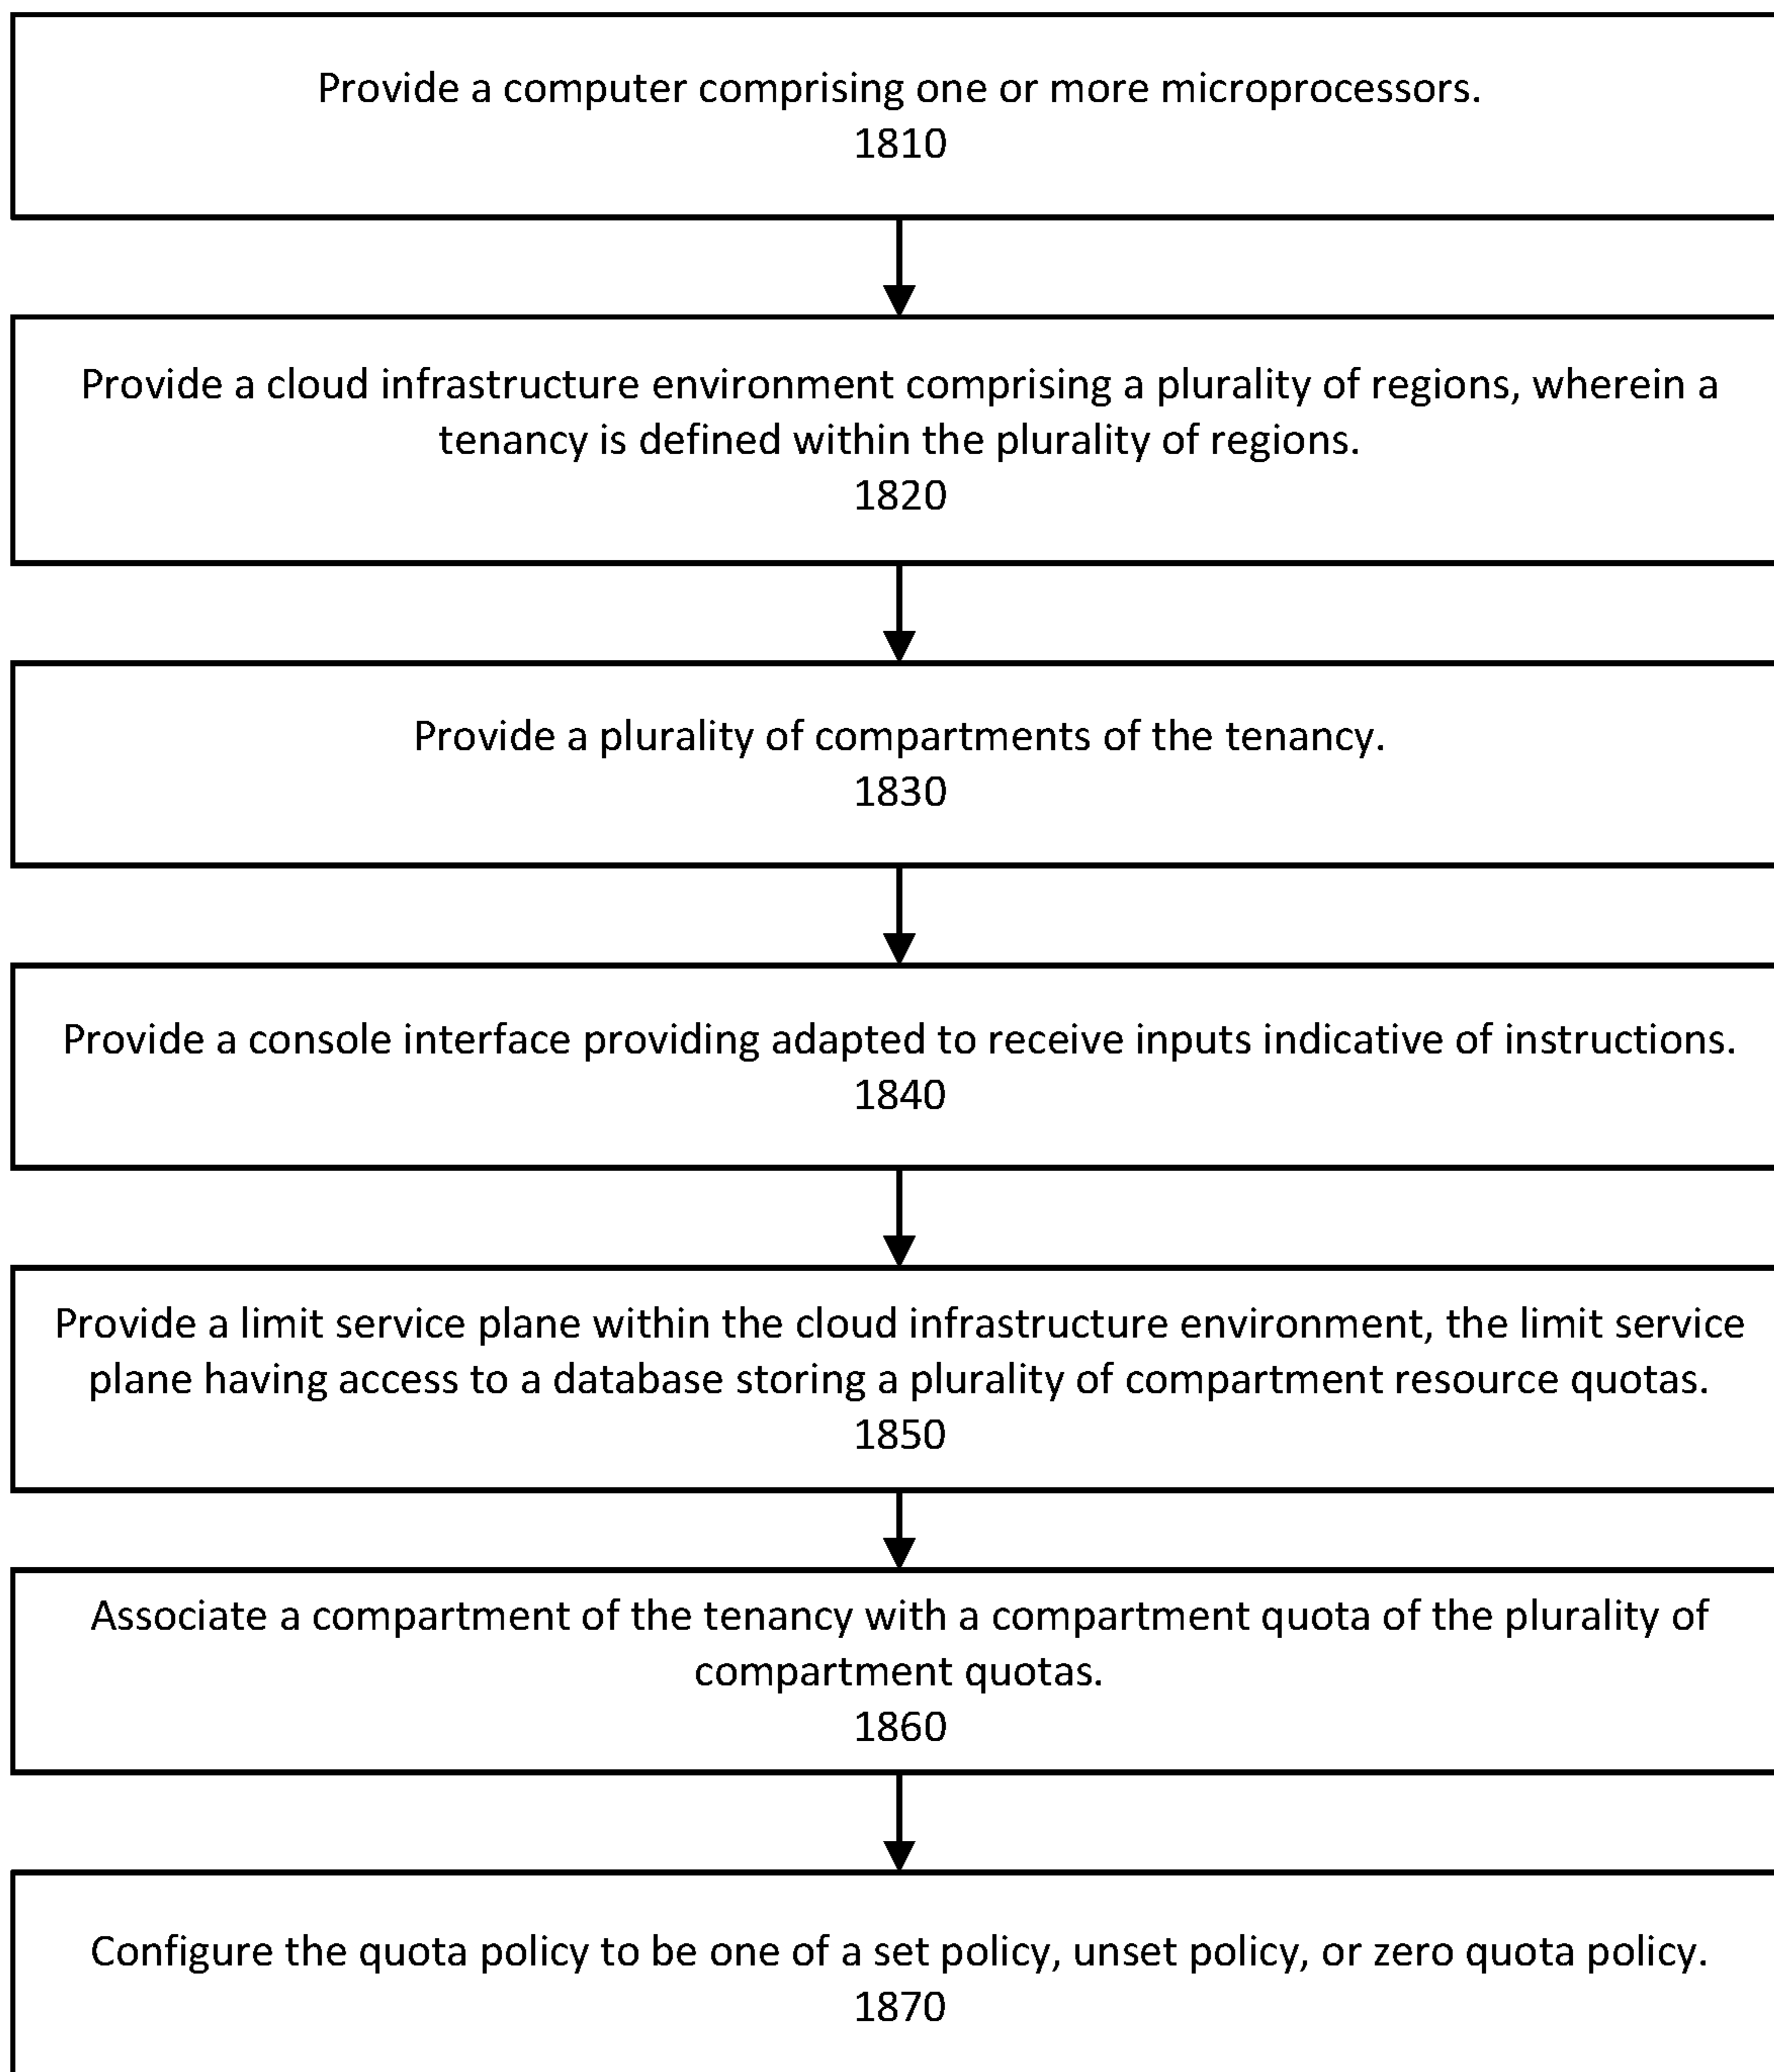 Provide a computer comprising one or more microprocessors.
1810
Provide a cloud infrastructure environment comprising a plurality of regions, wherein a
tenancy is defined within the plurality of regions.
1820
Provide a plurality of compartments of the tenancy.
1830
Provide a console interface providing adapted to receive inputs indicative of instructions.
1840
Provide a limit service plane within the cloud infrastructure environment, the limit service
plane having access to a database storing a plurality of compartment resource quotas.
1850
Associate a compartment of the tenancy with a compartment quota of the plurality of
compartment quotas.
1860
Configure the quota policy to be one of a set policy, unset policy, or zero quota policy.
1870